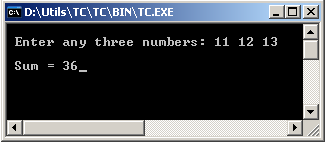 D:\Utils\TC\TC\BIN\TC.EXE
Enter any three numbers: 11 12 13
Sum = 36_